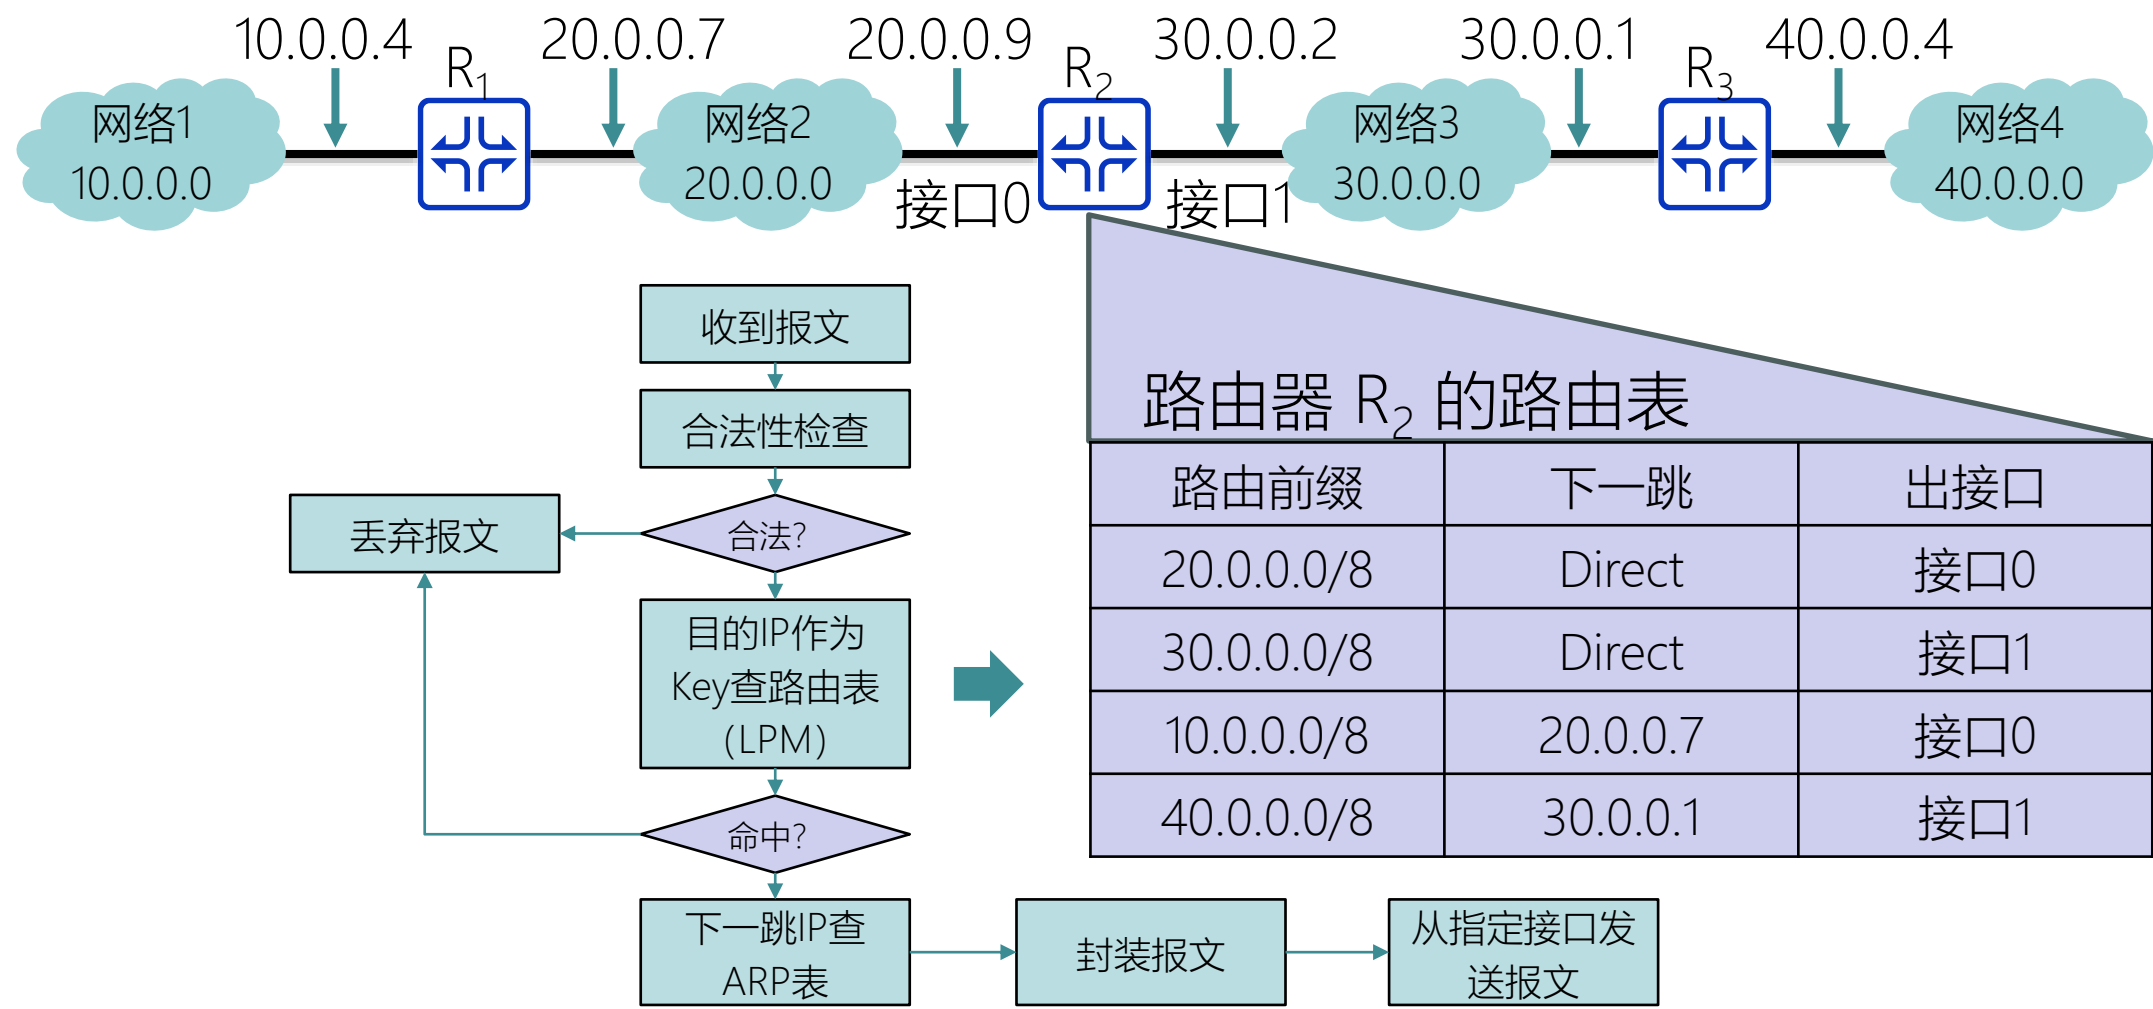 10.0.0.4
R1
20.0.0.7
20.0.0.9
R2
30.0.0.2
30.0.0.1
R3
40.0.0.4
网络1
10.0.0.0
网络2
20.0.0.0
接口0
接口1
网络3
30.0.0.0
网络4
40.0.0.0
收到报文
合法性检查
合法?
丢弃报文
目的IP作为
Key查路由表
(LPM)
命中?
下一跳IP查
ARP表
封装报文
从指定接口发
送报文
路由器 R2 的路由表
路由前缀 下一跳 出接口
20.0.0.0/8 Direct 接口0
30.0.0.0/8 Direct 接口1
10.0.0.0/8 20.0.0.7 接口0
40.0.0.0/8 30.0.0.1 接口1